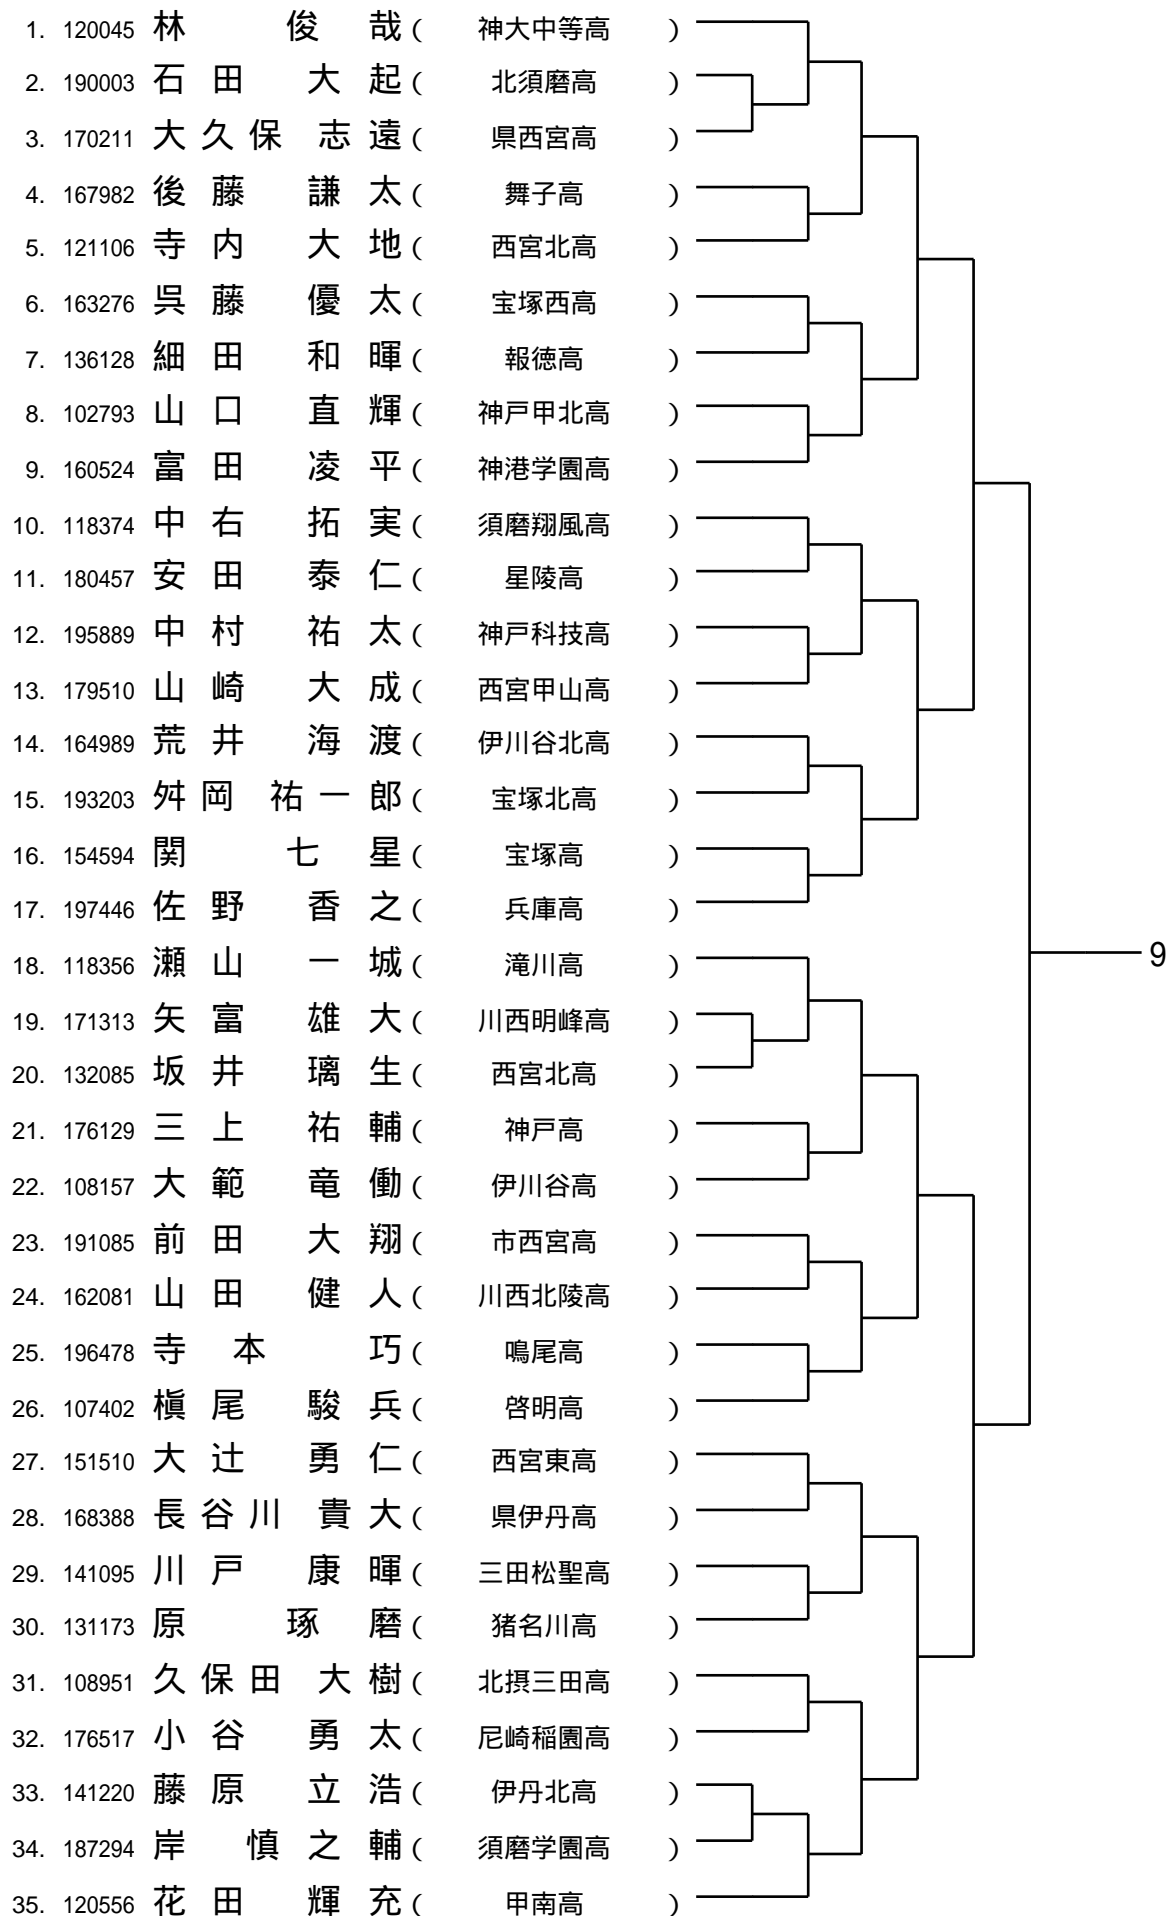 1. 120045 林 俊 哉 ( 神大中等高 )
2. 190003 石 田 大 起 ( 北須磨高 )
3. 170211 大 久 保 志 遠 ( 県西宮高 )
4. 167982 後 藤 謙 太 ( 舞子高 )
5. 121106 寺 内 大 地 ( 西宮北高 )
6. 163276 呉 藤 優 太 ( 宝塚西高 )
7. 136128 細 田 和 暉 ( 報徳高 )
8. 102793 山 口 直 輝 ( 神戸甲北高 )
9. 160524 富 田 凌 平 ( 神港学園高 )
10. 118374 中 右 拓 実 ( 須磨翔風高 )
11. 180457 安 田 泰 仁 ( 星陵高 )
12. 195889 中 村 祐 太 ( 神戸科技高 )
13. 179510 山 崎 大 成 ( 西宮甲山高 )
14. 164989 荒 井 海 渡 ( 伊川谷北高 )
15. 193203 舛 岡 祐 一 郎 ( 宝塚北高 )
16. 154594 関 七 星 ( 宝塚高 )
17. 197446 佐 野 香 之 ( 兵庫高 )
9
18. 118356 瀬 山 一 城 ( 滝川高 )
19. 171313 矢 富 雄 大 ( 川西明峰高 )
20. 132085 坂 井 璃 生 ( 西宮北高 )
21. 176129 三 上 祐 輔 ( 神戸高 )
22. 108157 大 範 竜 働 ( 伊川谷高 )
23. 191085 前 田 大 翔 ( 市西宮高 )
24. 162081 山 田 健 人 ( 川西北陵高 )
25. 196478 寺 本 巧 ( 鳴尾高 )
26. 107402 槇 尾 駿 兵 ( 啓明高 )
27. 151510 大 辻 勇 仁 ( 西宮東高 )
28. 168388 長 谷 川 貴 大 ( 県伊丹高 )
29. 141095 川 戸 康 暉 ( 三田松聖高 )
30. 131173 原 琢 磨 ( 猪名川高 )
31. 108951 久 保 田 大 樹 ( 北摂三田高 )
32. 176517 小 谷 勇 太 ( 尼崎稲園高 )
33. 141220 藤 原 立 浩 ( 伊丹北高 )
34. 187294 岸 慎 之 輔 ( 須磨学園高 )
35. 120556 花 田 輝 充 ( 甲南高 )